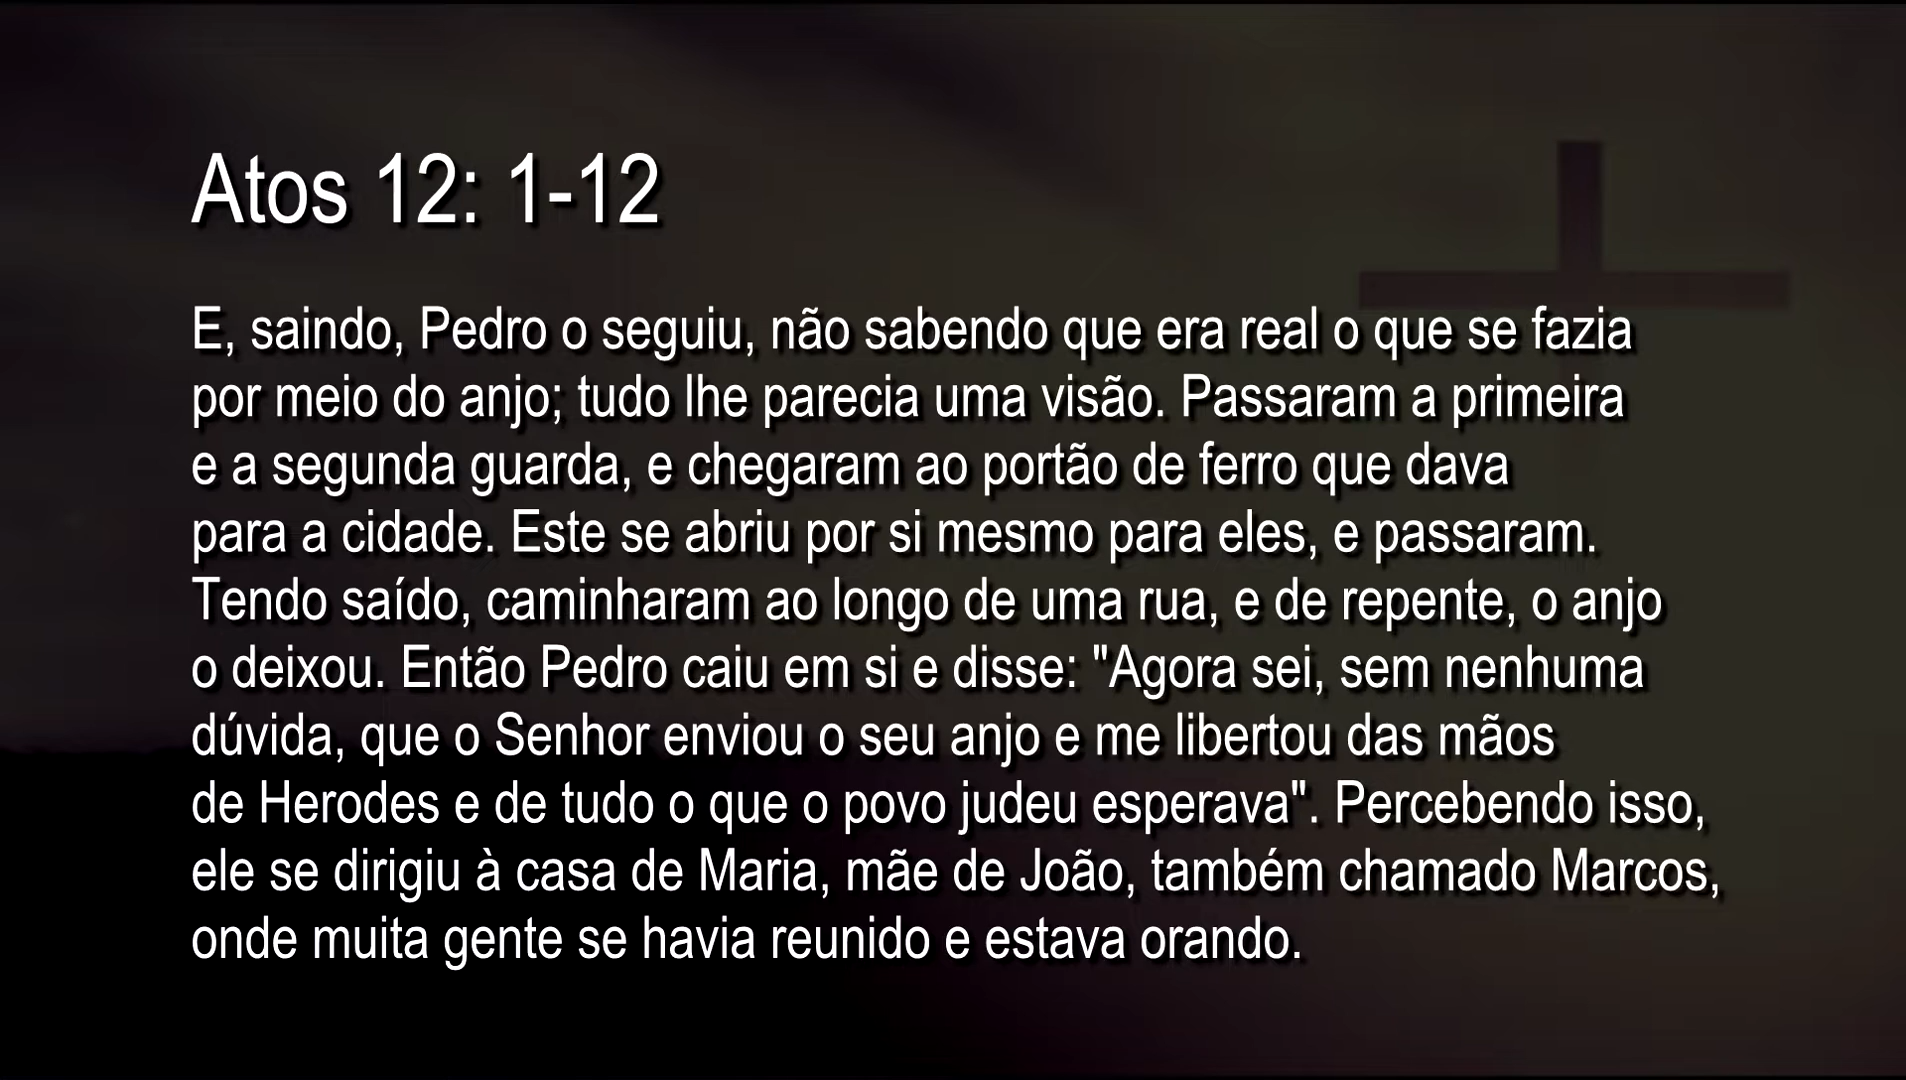 Atos 12: 1-12
E, saindo, Pedro o seguiu, não sabendo que era real o que se fazia
por meio do anjo; tudo lhe parecia uma visão. Passaram a primeira
e a segunda guarda, e chegaram ao portão de ferro que dava
para a cidade. Este se abriu por si mesmo para eles, e passaram.
Tendo saído, caminharam ao longo de uma rua, e de repente, o anjo
o deixou. Então Pedro caiu em si e disse: "Agora sei, sem nenhuma
dúvida, que o Senhor enviou o seu anjo e me libertou das mãos
de Herodes e de tudo o que o povo judeu esperava". Percebendo isso,
ele se dirigiu à casa de Maria, mãe de João, também chamado Marcos,
onde muita gente se havia reunido e estava orando.